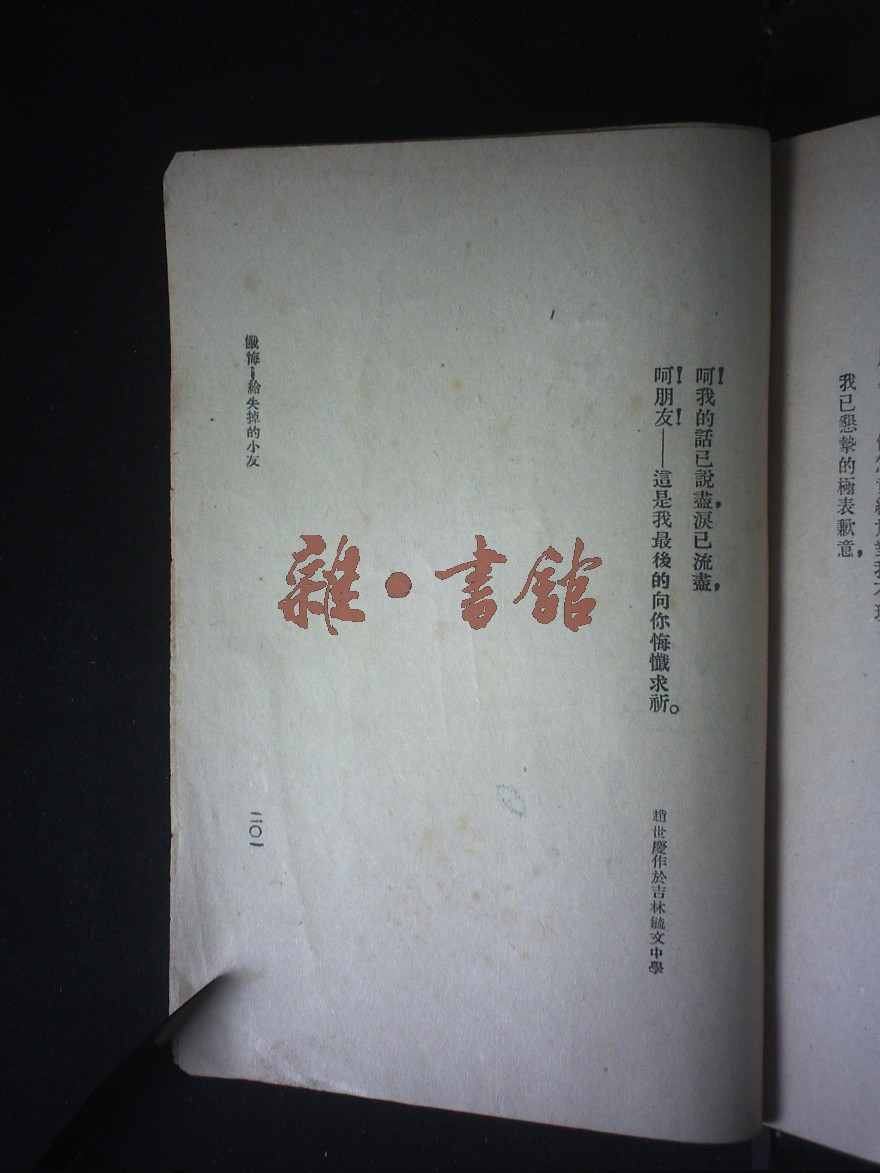 我已懇摯的極表歉意，
呵！我的話已說盡，淚已流盡，
呵！朋友！——這是我最後的向你悔懺求祈。
趙世慶作於吉林毓文中學
懺悔——給失掉的小友
二〇一
雜·書館